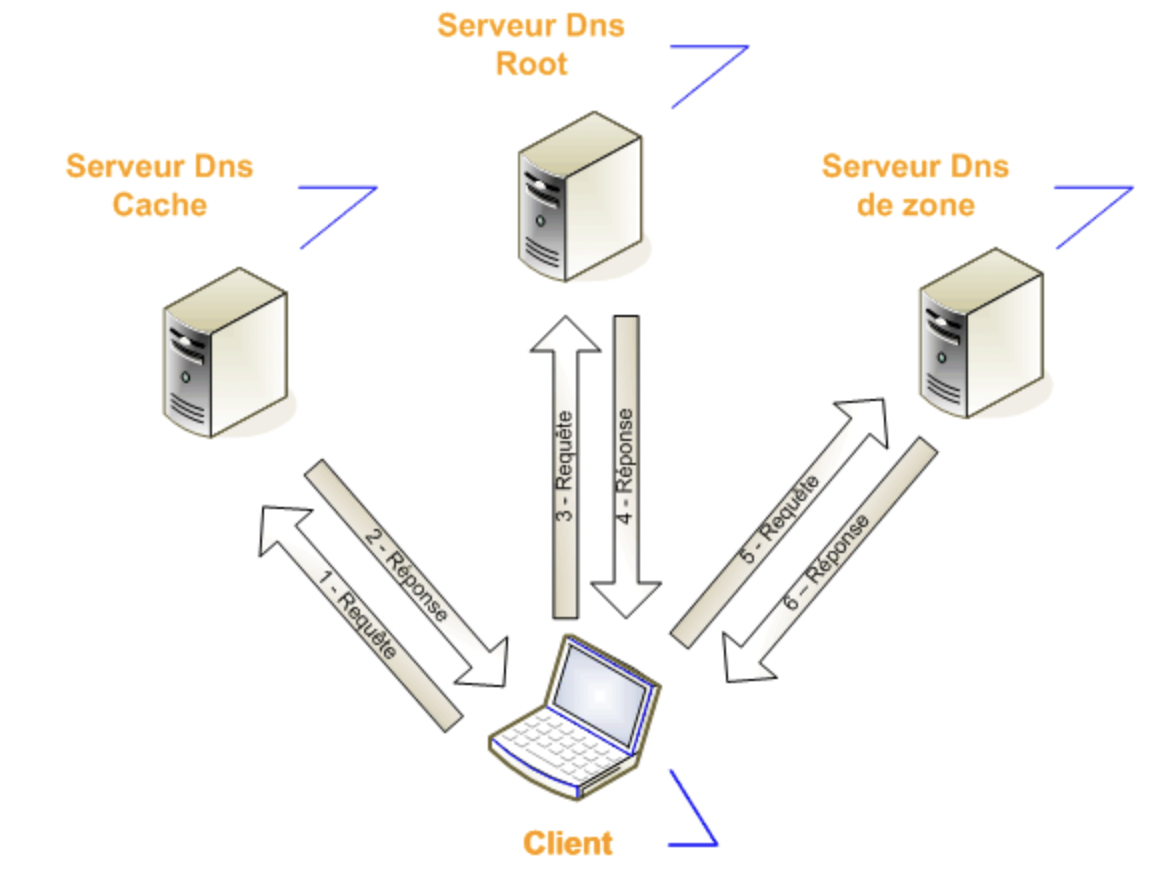 Serveur Dns
Root
Serveur Dns
Cache
Serveur Dns
de zone
1 - Requête
2 - Réponse
3 - Requête
4 - Réponse
5 - Requête
6 – Réponse
Client